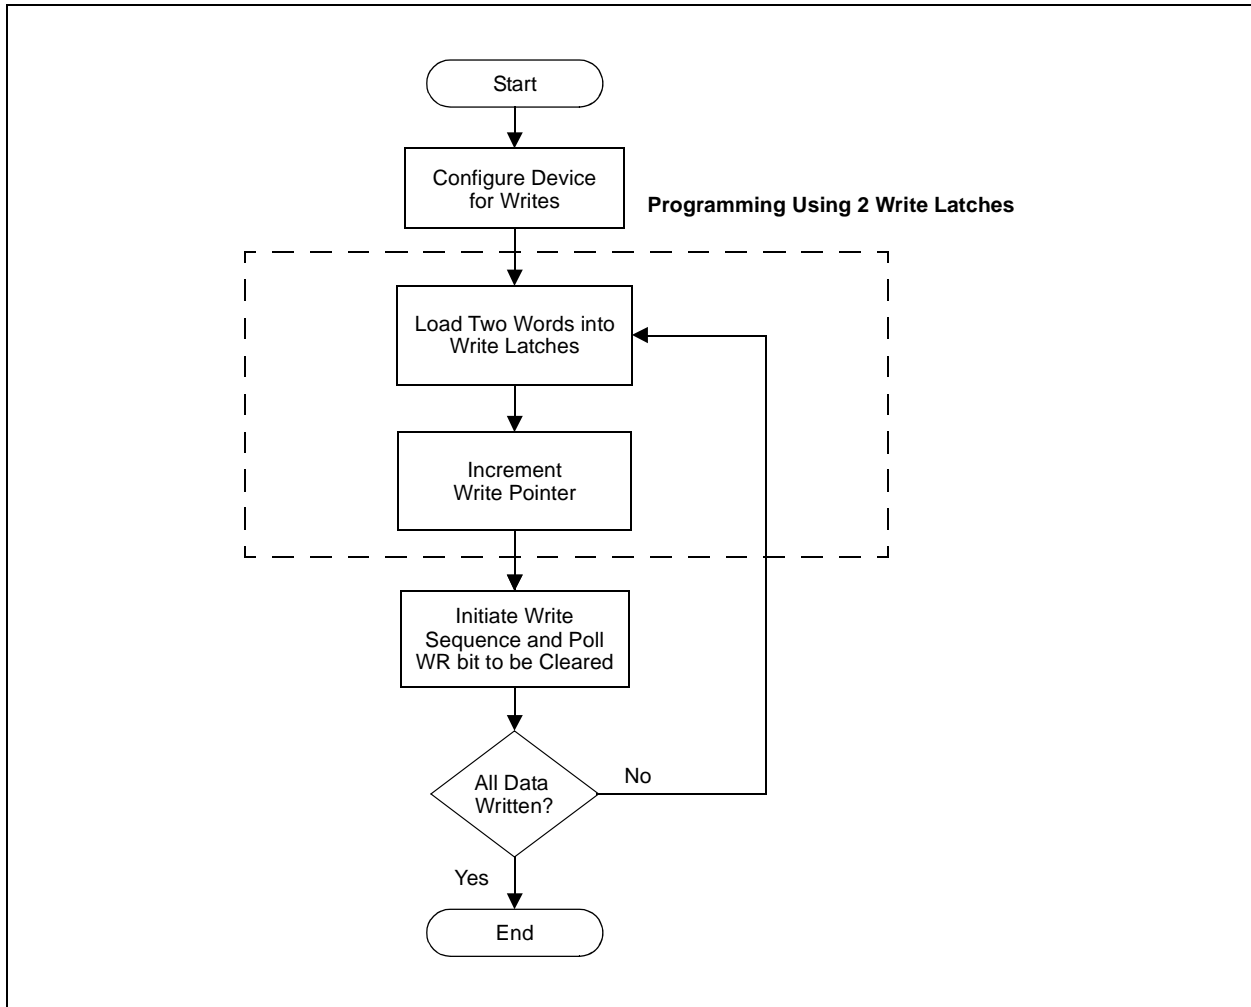 Start
Configure Device
for Writes
Programming Using 2 Write Latches
Load Two Words into
Write Latches
Increment
Write Pointer
Initiate Write
Sequence and Poll
WR bit to be Cleared
All Data
Written?
No
Yes
End